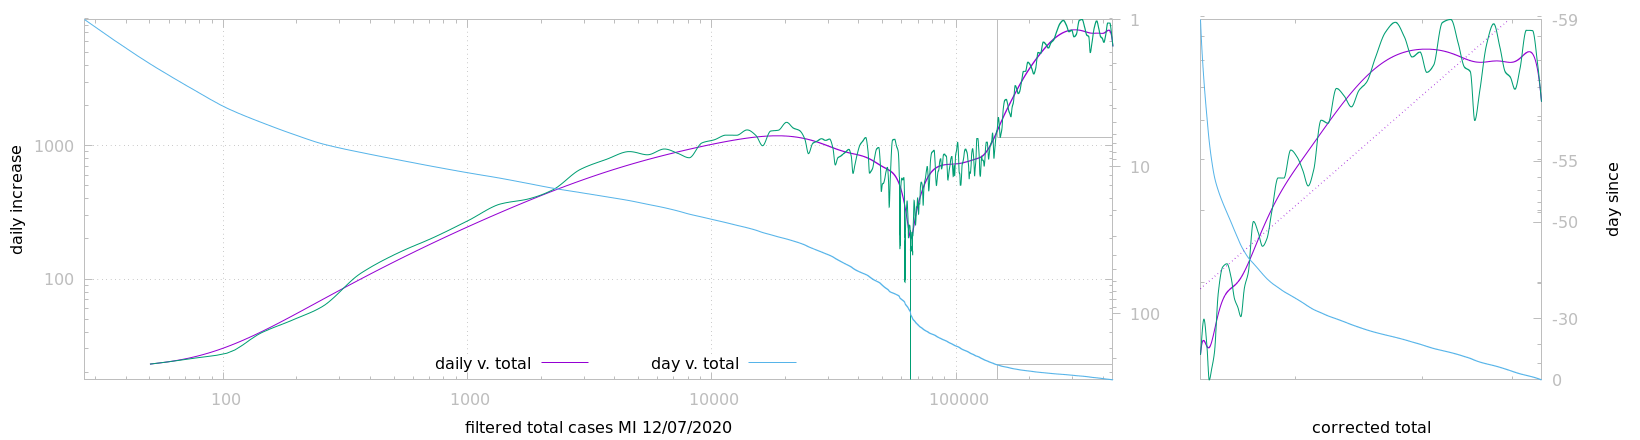 daily increase
1000
100
daily v. total
day v. total
1
10
100
100
1000
10000
100000
filtered total cases MI 12/07/2020
-59
-55
-50
-30
0
day since
corrected total